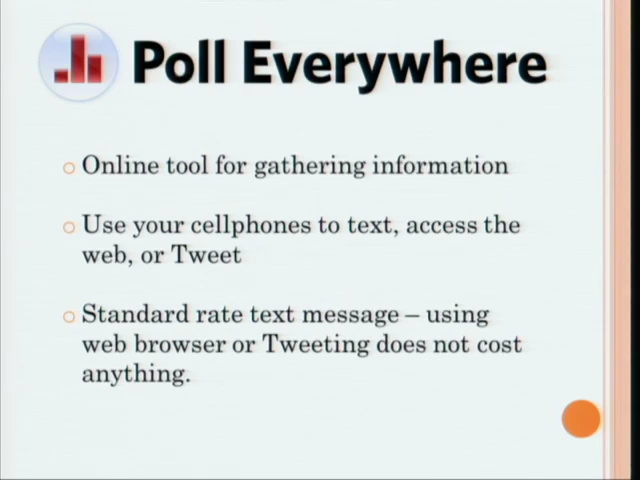 Poll Everywhere
Online tool for gathering information
Use your cellphones to text, access the
web, or Tweet
Standard rate text message – using
web browser or Tweeting does not cost
anything.